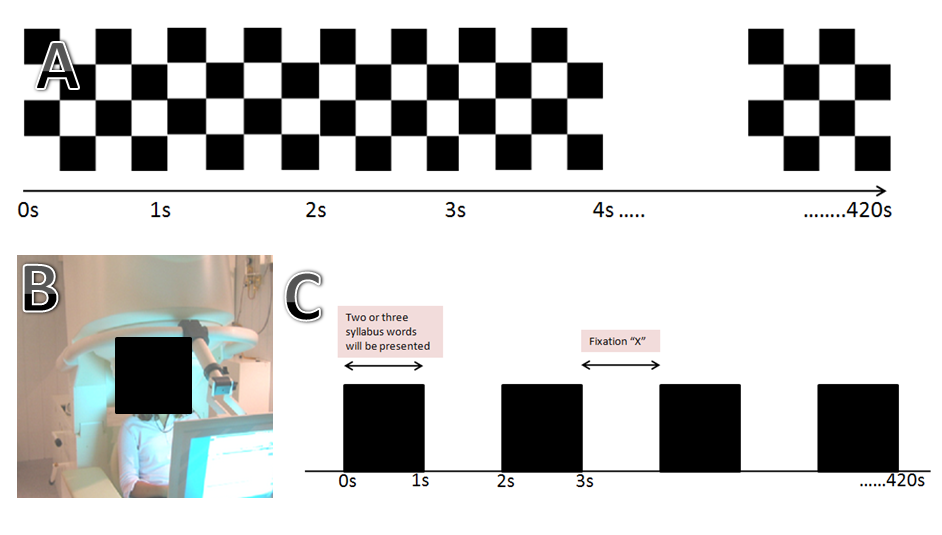 A
0s 1s 2s 3s 4s ..... ........420s
B
C
Two or three
syllabus words
will be presented
Fixation “X”
0s 1s 2s 3s ......420s